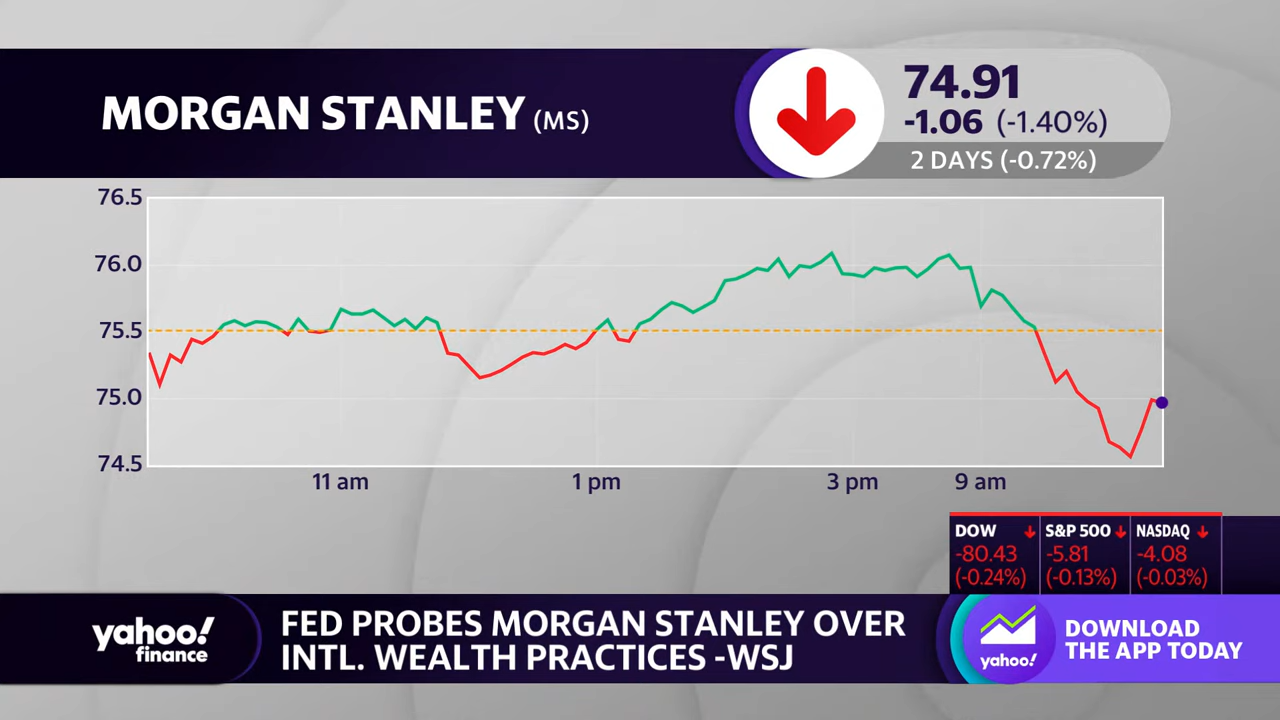 MORGAN STANLEY (MS)
74.91
-1.06 (-1.40%)
2 DAYS (-0.72%)
76.5
76.0
75.5
75.0
74.5
11 am
1 pm
3 pm
9 am
DOW
-80.43
(-0.24%)
S&P 500
-5.81
(-0.13%)
NASDAQ
-4.08
(-0.03%)
yahoo!
finance
FED PROBES MORGAN STANLEY OVER
INTL. WEALTH PRACTICES -WSJ
yahoo!
DOWNLOAD
THE APP TODAY